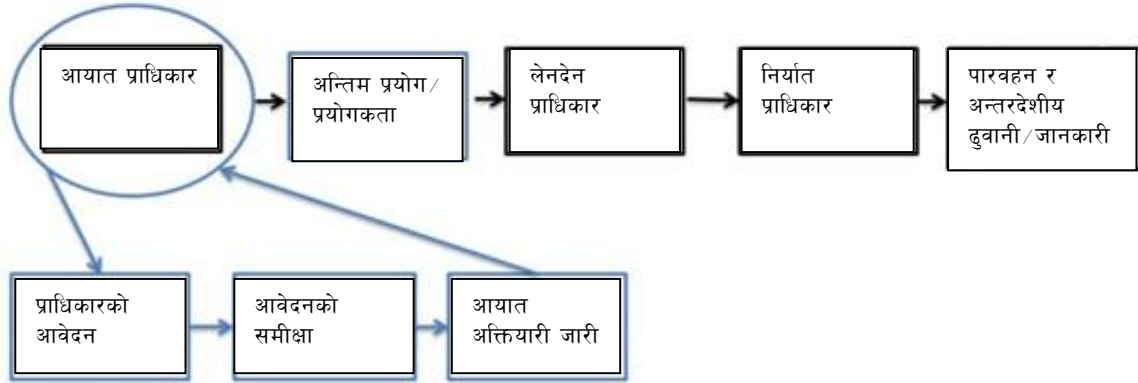 आयात प्राधिकार
अन्तिम प्रयोग/
प्रयोगकता
लेनदेन
प्राधिकार
निर्यात
प्राधिकार
पारवहन र
अन्तरदेशीय
ढुवानी/जानकारी
प्राधिकारको
आवेदन
आवेदनको
समीक्षा
आयात
अक्तियारी जारी